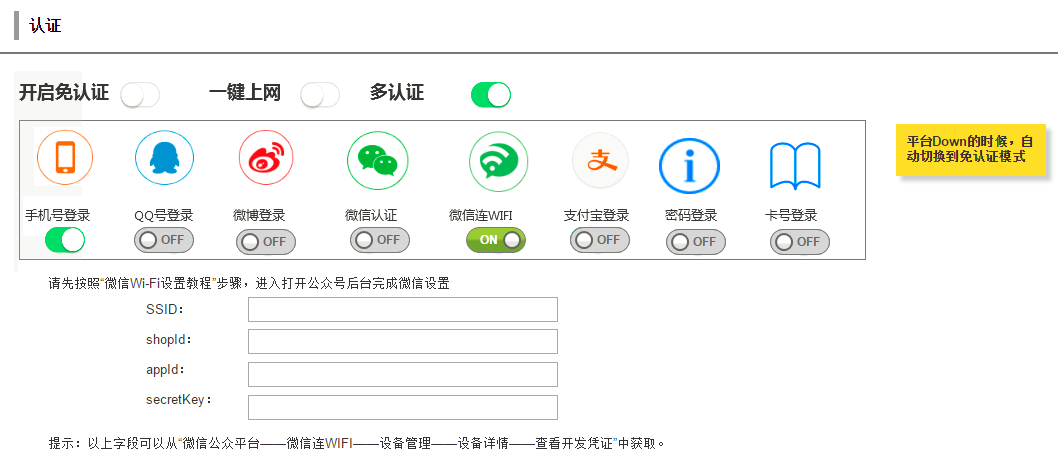 认证
开启免认证 一键上网 多认证
平台Down的时候，自
动切换到免认证模式
手机号登录 QQ号登录 微博登录 微信认证 微信连WIFI 支付宝登录 密码登录 卡号登录
OFF OFF OFF ON OFF OFF OFF
请先按照“微信Wi-Fi设置教程”步骤，进入打开公众号后台完成微信设置
SSID：
shopId：
appId：
secretKey：
提示：以上字段可以从“微信公众平台——微信连WIFI——设备管理——设备详情——查看开发凭证”中获取。